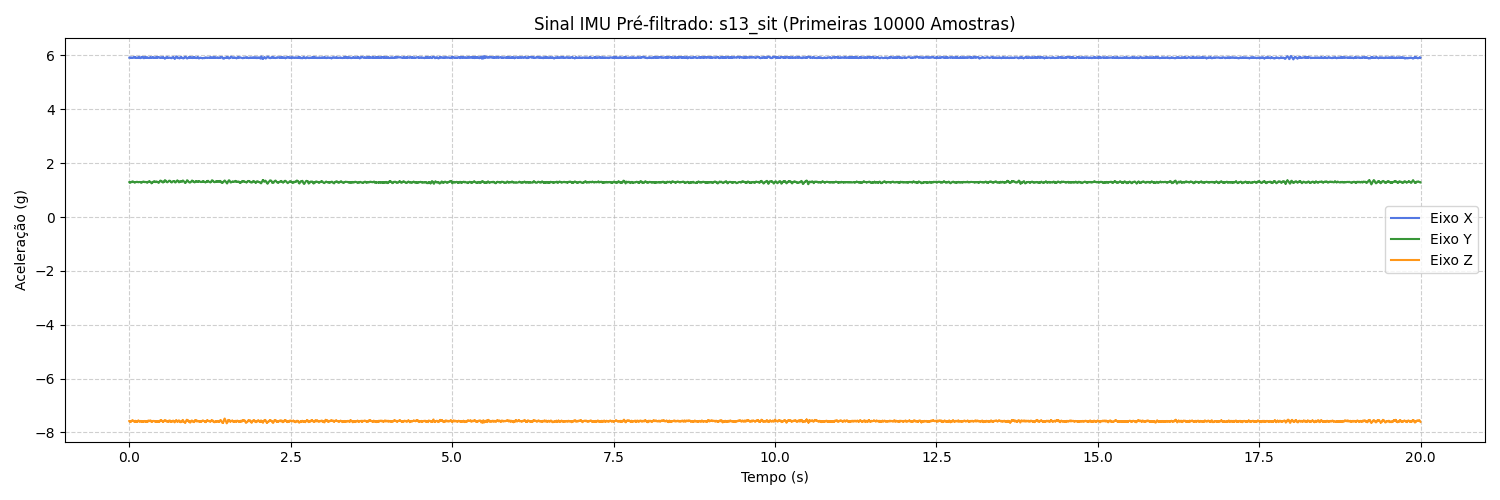 Sinal IMU Pré-filtrado: s13_sit (Primeiras 10000 Amostras)
6
4
2
0
−2
−4
−6
−8
Aceleração (g)
Eixo X
Eixo Y
Eixo Z
0.0 2.5 5.0 7.5 10.0 12.5 15.0 17.5 20.0
Tempo (s)